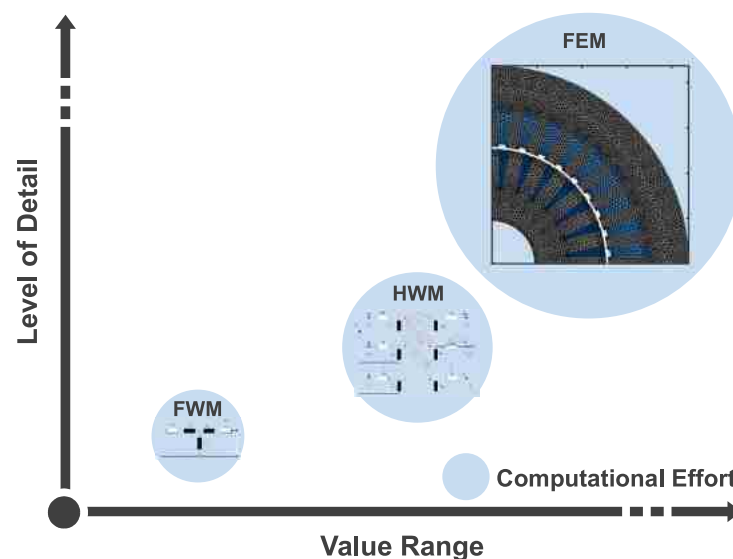 FEM
Level of Detail
HWM
FWM
Computational Effort
Value Range